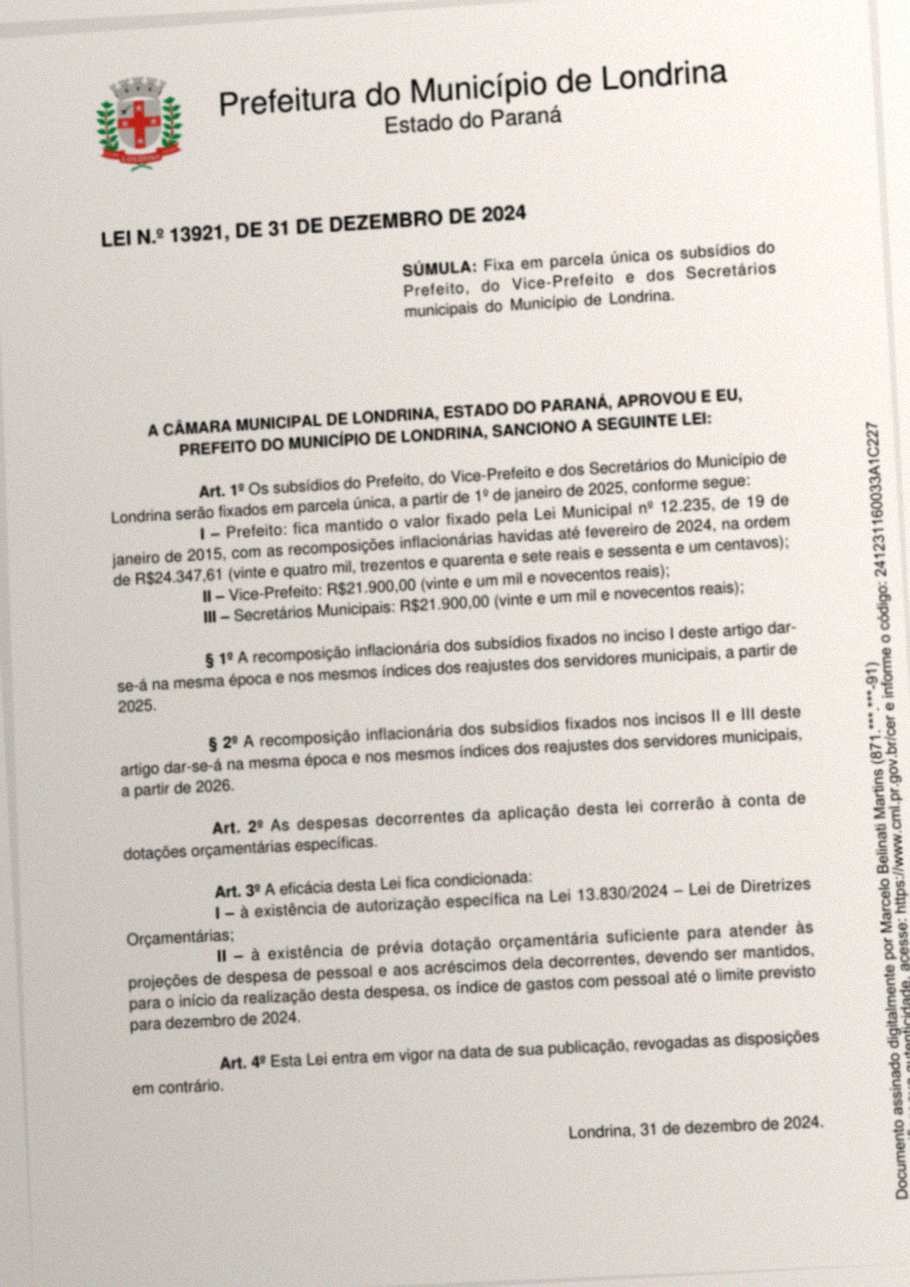 Prefeitura do Município de Londrina
Estado do Paraná
LONDRINA
LEI N.º 13921, DE 31 DE DEZEMBRO DE 2024
SÚMULA: Fixa em parcela única os subsídios do
Prefeito, do Vice-Prefeito e dos Secretários
municipais do Município de Londrina.
A CÂMARA MUNICIPAL DE LONDRINA, ESTADO DO PARANÁ, APROVOU E EU,
PREFEITO DO MUNICÍPIO DE LONDRINA, SANCIONO A SEGUINTE LEI:
Art. 1º Os subsídios do Prefeito, do Vice-Prefeito e dos Secretários do Município de
Londrina serão fixados em parcela única, a partir de 1º de janeiro de 2025, conforme segue:
I – Prefeito: fica mantido o valor fixado pela Lei Municipal nº 12.235, de 19 de
janeiro de 2015, com as recomposições inflacionárias havidas até fevereiro de 2024, na ordem
de R$24.347,61 (vinte e quatro mil, trezentos e quarenta e sete reais e sessenta e um centavos);
II – Vice-Prefeito: R$21.900,00 (vinte e um mil e novecentos reais);
III – Secretários Municipais: R$21.900,00 (vinte e um mil e novecentos reais);
§ 1º A recomposição inflacionária dos subsídios fixados no inciso I deste artigo dar-
se-á na mesma época e nos mesmos índices dos reajustes dos servidores municipais, a partir de
2025.
§ 2º A recomposição inflacionária dos subsídios fixados nos incisos II e III deste
artigo dar-se-á na mesma época e nos mesmos índices dos reajustes dos servidores municipais,
a partir de 2026.
Art. 2º As despesas decorrentes da aplicação desta lei correrão à conta de
dotações orçamentárias específicas.
Art. 3º A eficácia desta Lei fica condicionada:
I – à existência de autorização específica na Lei 13.830/2024 – Lei de Diretrizes
Orçamentárias;
II – à existência de prévia dotação orçamentária suficiente para atender às
projeções de despesa de pessoal e aos acréscimos dela decorrentes, devendo ser mantidos,
para o início da realização desta despesa, os índice de gastos com pessoal até o limite previsto
para dezembro de 2024.
Art. 4º Esta Lei entra em vigor na data de sua publicação, revogadas as disposições
em contrário.
Londrina, 31 de dezembro de 2024.
Documento assinado digitalmente por Marcelo Belinati Martins (871.***.***-91)
autenticidade, acesse: https://www.cml.pr.gov.br/cer e informe o código: 241231160033A1C227